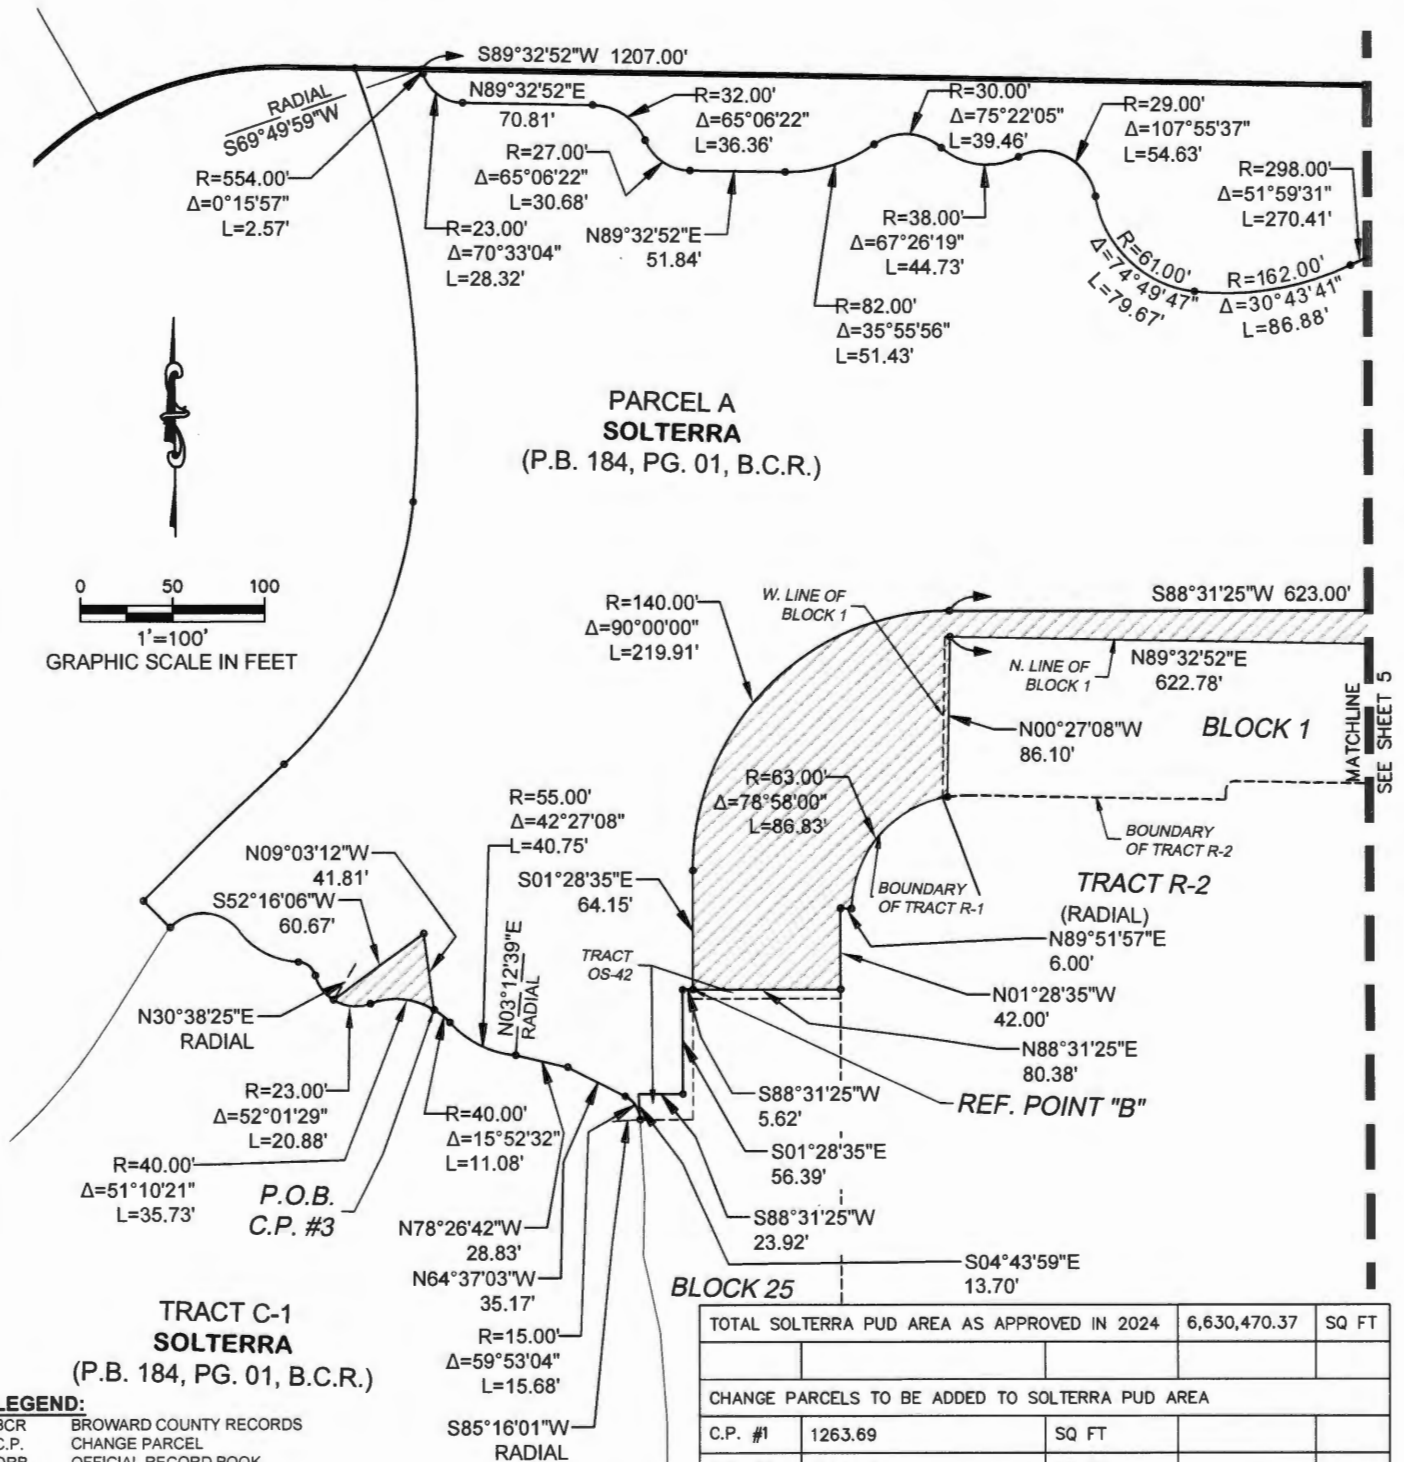 S89°32'52"W 1207.00'
RADIAL
S69°49'59"W
N89°32'52"E
70.81'
R=32.00'
Δ=65°06'22"
L=36.36'
R=30.00'
Δ=75°22'05"
L=39.46'
R=29.00'
Δ=107°55'37"
L=54.63'
R=298.00'
Δ=51°59'31"
L=270.41'
R=554.00'
Δ=0°15'57"
L=2.57'
R=27.00'
Δ=65°06'22"
L=30.68'
R=23.00'
Δ=70°33'04"
L=28.32'
N89°32'52"E
51.84'
R=38.00'
Δ=67°26'19"
L=44.73'
R=82.00'
Δ=35°55'56"
L=51.43'
R=61.00'
Δ=74°49'47"
L=79.67'
R=162.00'
Δ=30°43'41"
L=86.88'
PARCEL A
SOLTERRA
(P.B. 184, PG. 01, B.C.R.)
0 50 100
1'=100'
GRAPHIC SCALE IN FEET
R=140.00'
Δ=90°00'00"
L=219.91'
W. LINE OF
BLOCK 1
S88°31'25"W 623.00'
N. LINE OF
BLOCK 1
N89°32'52"E
622.78'
N00°27'08"W
86.10'
BLOCK 1
MATCHLINE
SEE SHEET 5
R=63.00'
Δ=78°58'00"
L=86.83'
BOUNDARY
OF TRACT R-2
BOUNDARY
OF TRACT R-1
TRACT R-2
(RADIAL)
N89°51'57"E
6.00'
R=55.00'
Δ=42°27'08"
L=40.75'
N09°03'12"W
41.81'
S52°16'06"W
60.67'
S01°28'35"E
64.15'
TRACT
OS-42
N03°12'39"E
RADIAL
N01°28'35"W
42.00'
N88°31'25"E
80.38'
N30°38'25"E
RADIAL
R=23.00'
Δ=52°01'29"
L=20.88'
R=40.00'
Δ=15°52'32"
L=11.08'
S88°31'25"W
5.62'
REF. POINT "B"
S01°28'35"E
56.39'
R=40.00'
Δ=51°10'21"
L=35.73'
P.O.B.
C.P. #3
N78°26'42"W
28.83'
S88°31'25"W
23.92'
N64°37'03"W
35.17'
S04°43'59"E
13.70'
BLOCK 25
TRACT C-1
SOLTERRA
(P.B. 184, PG. 01, B.C.R.)
R=15.00'
Δ=59°53'04"
L=15.68'
S85°16'01"W
RADIAL
LEGEND:
BCR BROWARD COUNTY RECORDS
C.P. CHANGE PARCEL
ORB OFFICIAL RECORD BOOK
TOTAL SOLTERRA PUD AREA AS APPROVED IN 2024 6,630,470.37 SQ FT
CHANGE PARCELS TO BE ADDED TO SOLTERRA PUD AREA
C.P. #1 1263.69 SQ FT